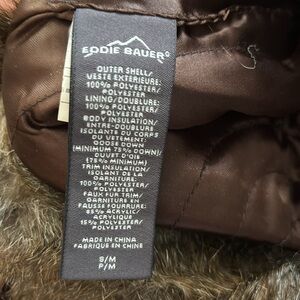 EDDIE BAUER®
OUTER SHELL/
VESTE EXTERIEURE:
100% POLYESTER/
POLYESTER
LINING/DOUBLURE:
100% POLYESTER/
POLYESTER
BODY INSULATION/
ENTRE-DOUBLURE
ISOLANTE DU CORPS
DU VETEMENT:
GOOSE DOWN
(MINIMUM 75% DOWN)/
DUVET D'OIE
(75% MINIMUM)
TRIM INSULATION/
ISOLANT DE LA
GARNITURE:
100% POLYESTER/
POLYESTER
FAUX FUR TRIM/
GARNITURE EN
FAUSSE FOURRURE:
85% ACRYLIC/
ACRYLIQUE
15% POLYESTER/
POLYESTER
MADE IN CHINA
FABRIQUE EN CHINE
S/M
P/M